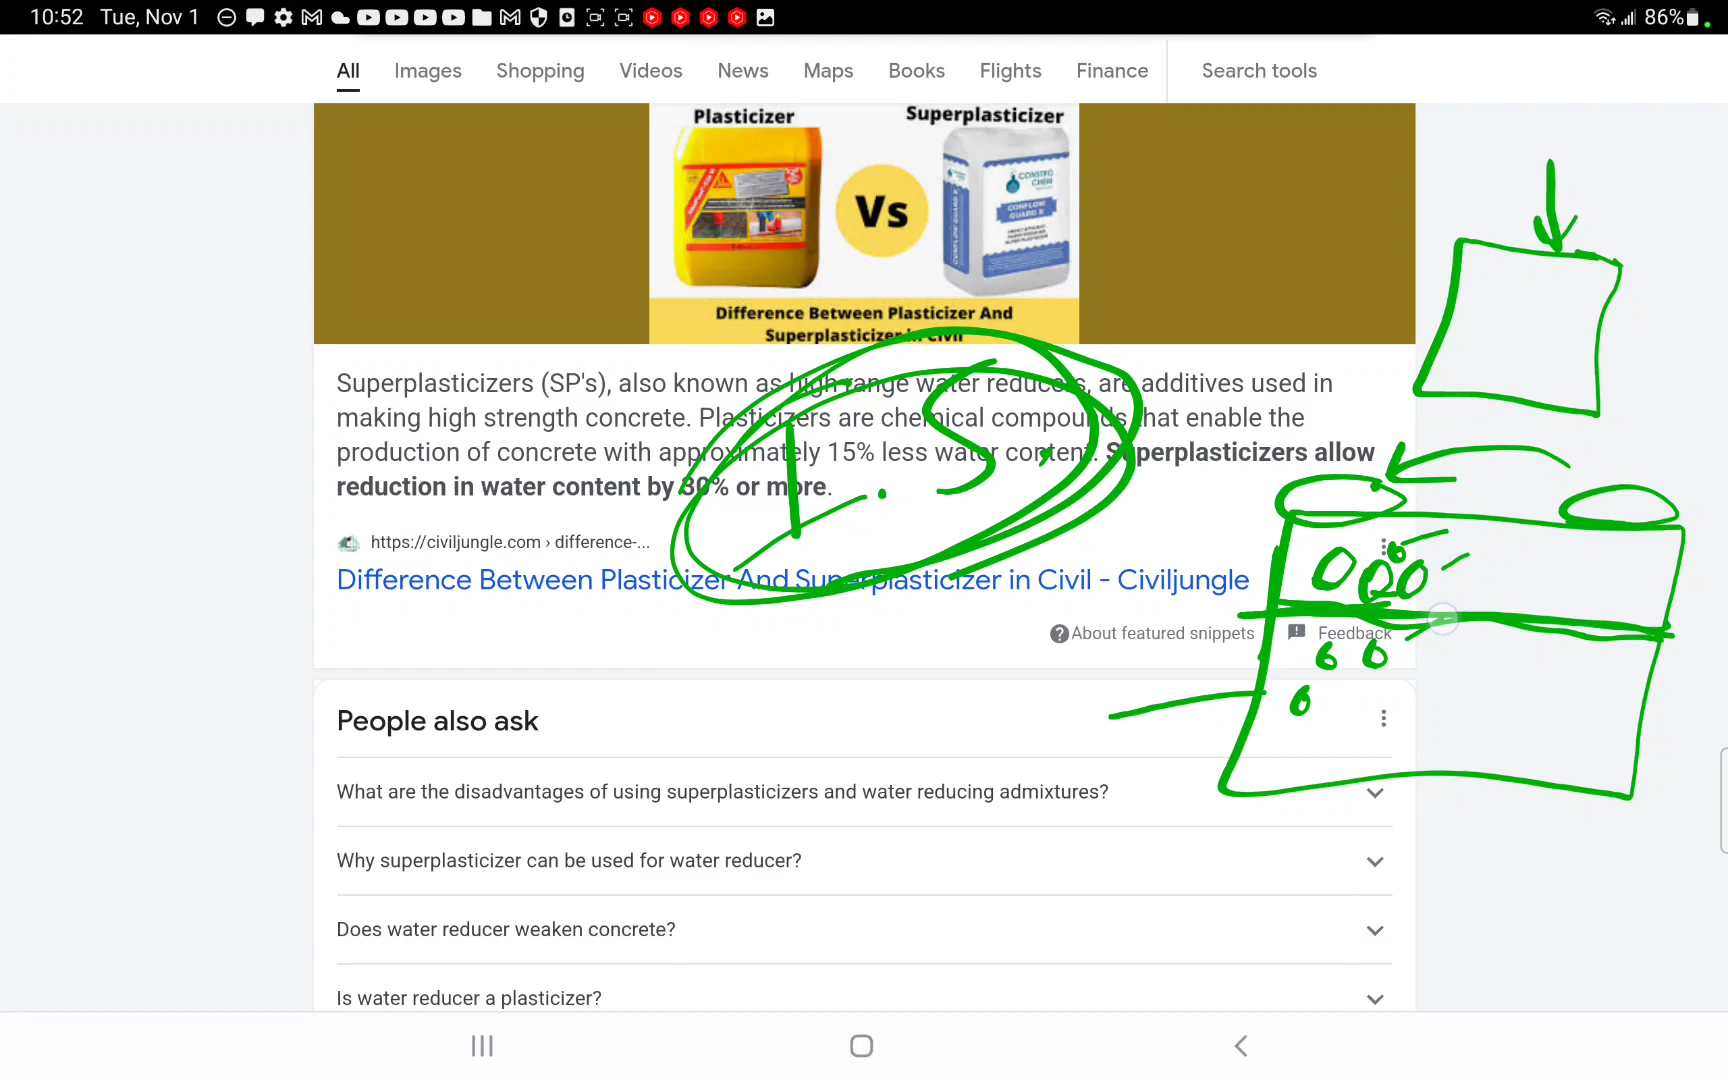 10:52 Tue, Nov 1
86%
All Images Shopping Videos News Maps Books Flights Finance Search tools
Plasticizer
Superplasticizer
Vs
CONSTRO CHEM
CONFLOW GUARD R
Difference Between Plasticizer And
Superplasticizer in Civil
Superplasticizers (SP's), also known as high range water reducers, are additives used in
making high strength concrete. Plasticizers are chemical compounds that enable the
production of concrete with approximately 15% less water content. Superplasticizers allow
reduction in water content by 30% or more.
I.S.
https://civiljungle.com › difference-...
Difference Between Plasticizer And Superplasticizer in Civil - Civiljungle
About featured snippets Feedback
People also ask
What are the disadvantages of using superplasticizers and water reducing admixtures?
Why superplasticizer can be used for water reducer?
Does water reducer weaken concrete?
Is water reducer a plasticizer?